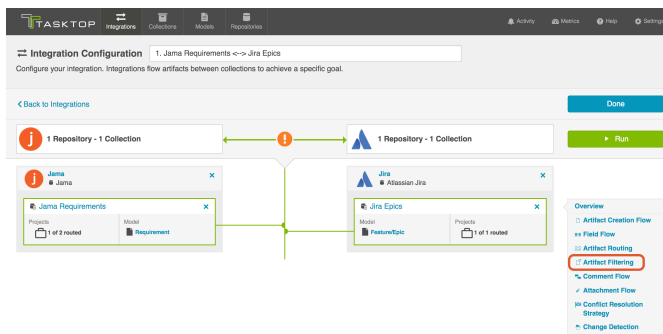 TASKTOP
Integrations
Collections
Models
Repositories
Activity
Metrics
Help
Settings
Integration Configuration
1. Jama Requirements <--> Jira Epics
Configure your integration. Integrations flow artifacts between collections to achieve a specific goal.
Back to Integrations
Done
1 Repository - 1 Collection
1 Repository - 1 Collection
Run
Jama
Jama
Jira
Atlassian Jira
Jama Requirements
Projects
1 of 2 routed
Model
Requirement
Jira Epics
Model
Feature/Epic
Projects
1 of 1 routed
Overview
Artifact Creation Flow
Field Flow
Artifact Routing
Artifact Filtering
Comment Flow
Attachment Flow
Conflict Resolution
Strategy
Change Detection